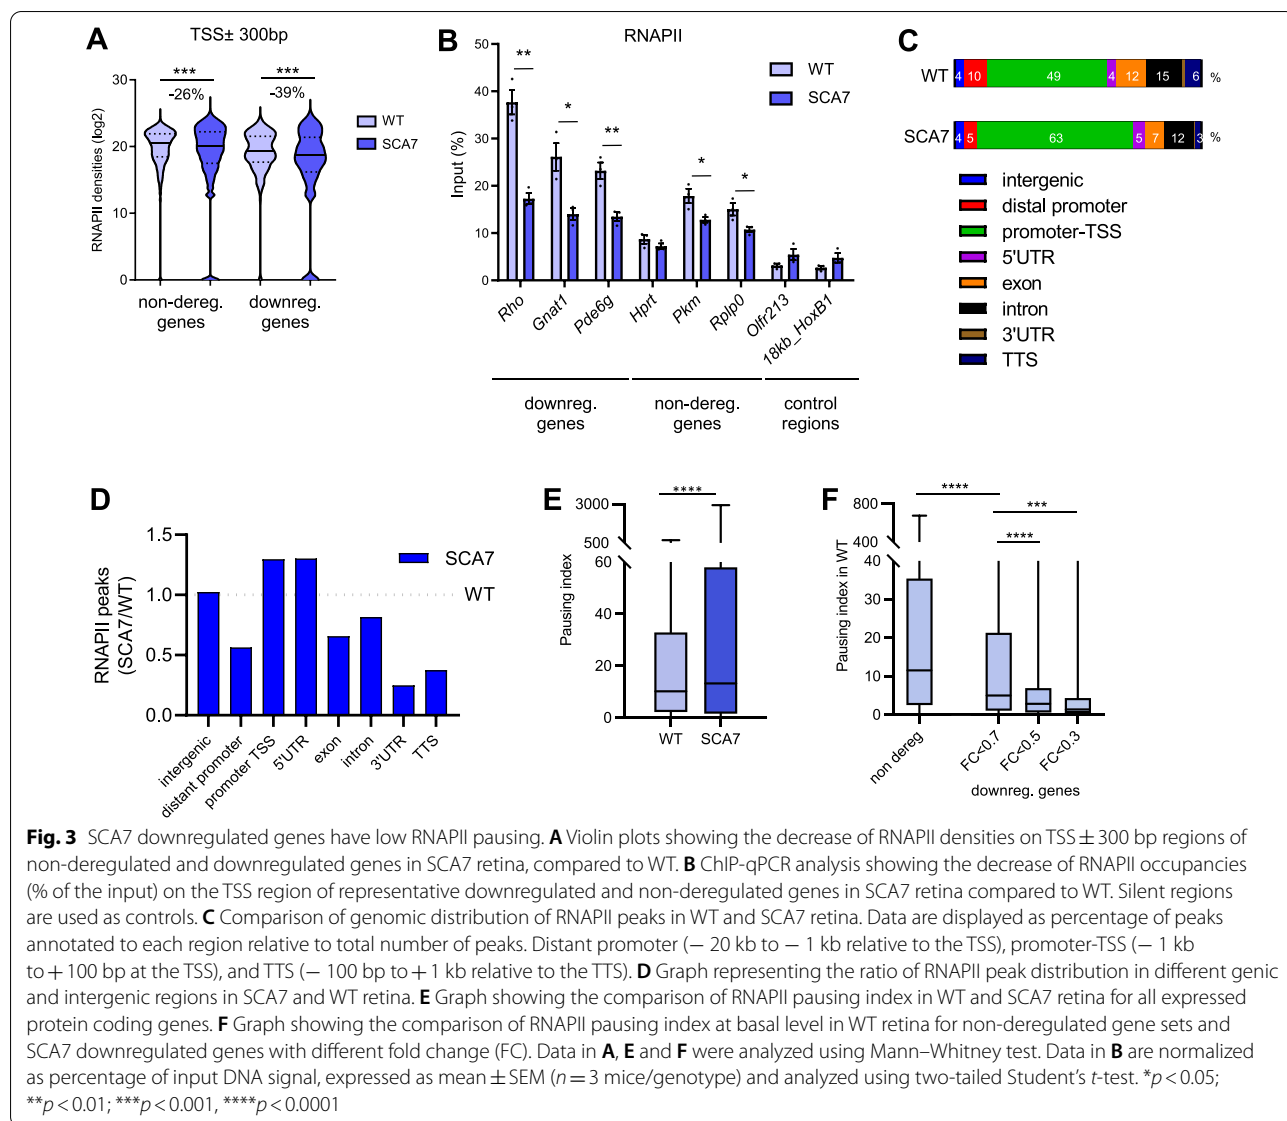 A
TSS± 300bp
RNAPII densities (log2)
30
20
10
0
***
-26%
***
-39%
WT
SCA7
non-dereg.
genes
downreg.
genes
B
RNAPII
Input (%)
50
40
30
20
10
0
**
*
**
*
*
WT
SCA7
Rho
Gnat1
Pde6g
Hprt
Pkm
Rplp0
Olfr213
18kb_HoxB1
downreg.
genes
non-dereg.
genes
control
regions
C
WT 4 10 49 4 12 15 6 %
SCA7 4 5 63 5 7 12 3 %
intergenic
distal promoter
promoter-TSS
5'UTR
exon
intron
3'UTR
TTS
D
RNAPII peaks
(SCA7/WT)
1.5
1.0
0.5
0.0
SCA7
WT
intergenic
distant promoter
promoter TSS
5'UTR
exon
intron
3'UTR
TTS
E
Pausing index
3000
500
60
40
20
0
****
WT
SCA7
F
Pausing index in WT
800
400
40
30
20
10
0
****
***
****
non dereg
FC<0.7
FC<0.5
FC<0.3
downreg. genes
Fig. 3 SCA7 downregulated genes have low RNAPII pausing. A Violin plots showing the decrease of RNAPII densities on TSS ± 300 bp regions of
non-deregulated and downregulated genes in SCA7 retina, compared to WT. B ChIP-qPCR analysis showing the decrease of RNAPII occupancies
(% of the input) on the TSS region of representative downregulated and non-deregulated genes in SCA7 retina compared to WT. Silent regions
are used as controls. C Comparison of genomic distribution of RNAPII peaks in WT and SCA7 retina. Data are displayed as percentage of peaks
annotated to each region relative to total number of peaks. Distant promoter (− 20 kb to − 1 kb relative to the TSS), promoter-TSS (− 1 kb
to + 100 bp at the TSS), and TTS (− 100 bp to + 1 kb relative to the TTS). D Graph representing the ratio of RNAPII peak distribution in different genic
and intergenic regions in SCA7 and WT retina. E Graph showing the comparison of RNAPII pausing index in WT and SCA7 retina for all expressed
protein coding genes. F Graph showing the comparison of RNAPII pausing index at basal level in WT retina for non-deregulated gene sets and
SCA7 downregulated genes with different fold change (FC). Data in A, E and F were analyzed using Mann–Whitney test. Data in B are normalized
as percentage of input DNA signal, expressed as mean ± SEM (n = 3 mice/genotype) and analyzed using two-tailed Student's t-test. *p < 0.05;
**p < 0.01; ***p < 0.001, ****p < 0.0001